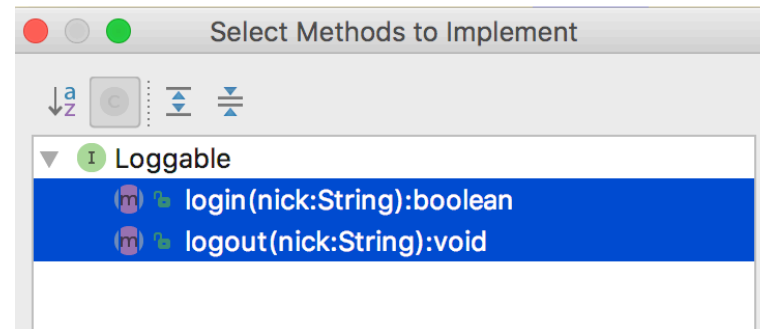 Select Methods to Implement
a
z
C
I Loggable
m login(nick:String):boolean
m logout(nick:String):void